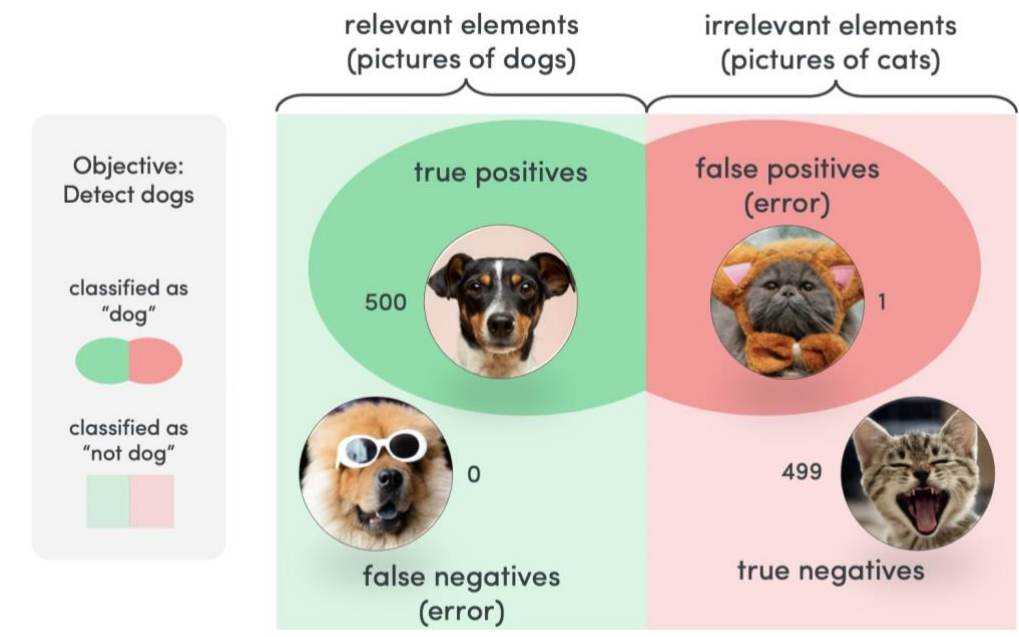 relevant elements
(pictures of dogs)
irrelevant elements
(pictures of cats)
Objective:
Detect dogs
classified as
“dog”
classified as
“not dog”
true positives
500
false positives
(error)
1
0
false negatives
(error)
499
true negatives